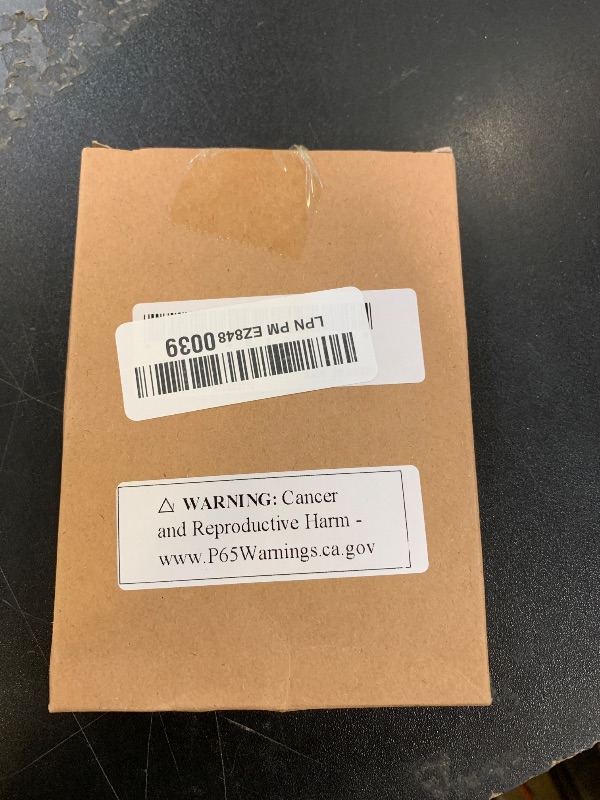 LPN PM EZ848 0039
⚠ WARNING: Cancer
and Reproductive Harm -
www.P65Warnings.ca.gov